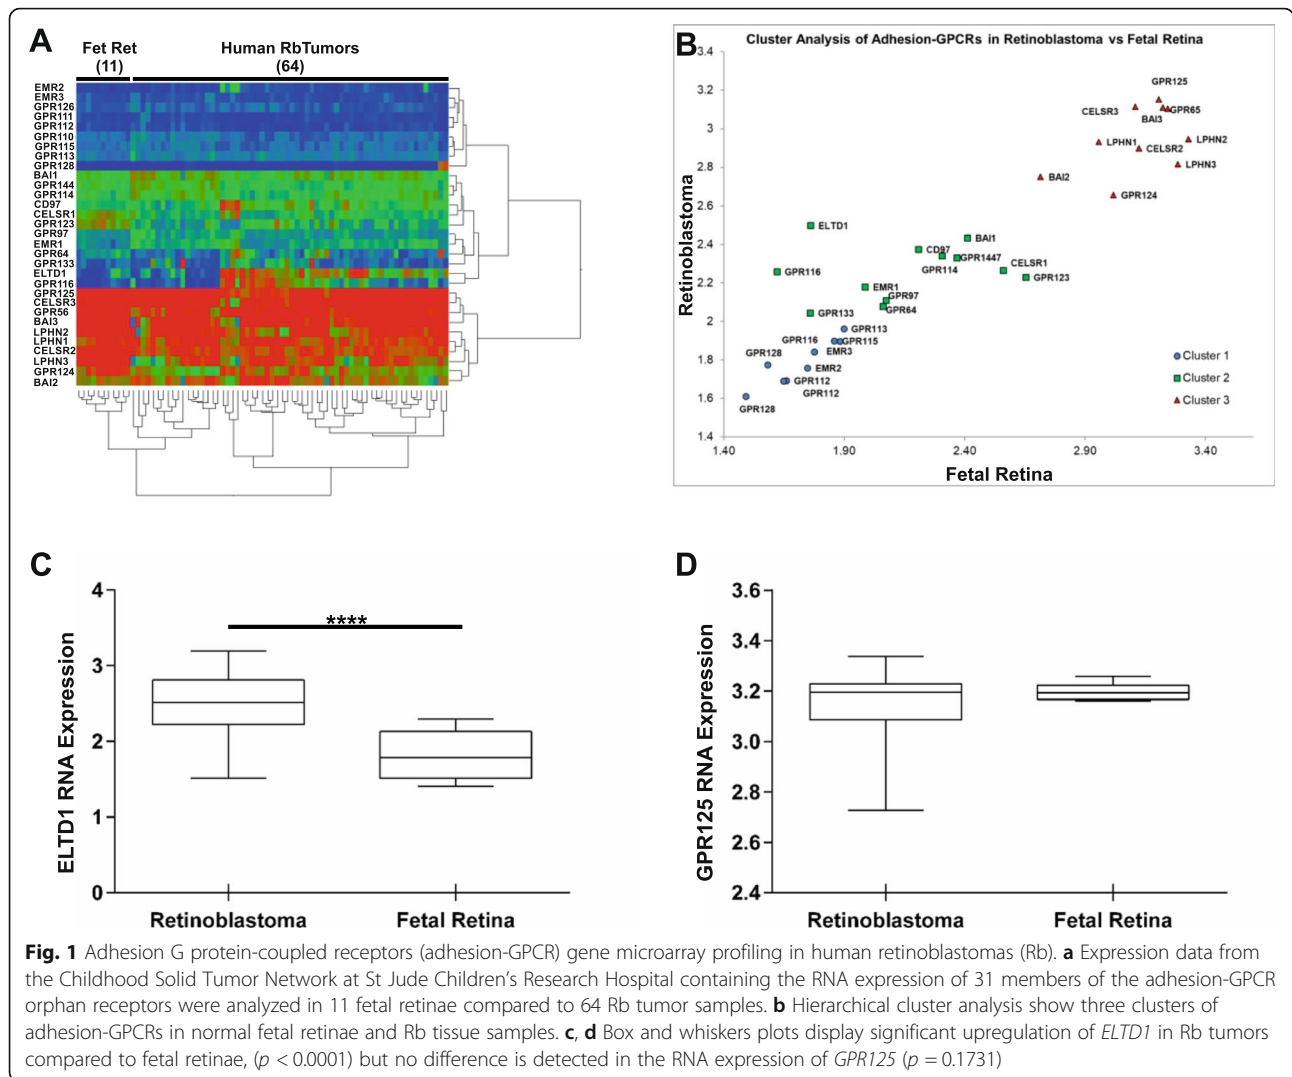 A
Fet Ret
(11)
Human RbTumors
(64)
EMR2
EMR3
GPR126
GPR111
GPR112
GPR110
GPR115
GPR113
GPR128
BAI1
GPR144
GPR114
CD97
CELSR1
GPR123
GPR97
EMR1
GPR64
GPR133
ELTD1
GPR116
GPR125
CELSR3
GPR56
BAI3
LPHN2
LPHN1
CELSR2
LPHN3
GPR124
BAI2
B
Cluster Analysis of Adhesion-GPCRs in Retinoblastoma vs Fetal Retina
Retinoblastoma
3.4
3.2
3
2.8
2.6
2.4
2.2
2
1.8
1.6
1.4
1.40 1.90 2.40 2.90 3.40
Fetal Retina
GPR125
CELSR3
BAI3
GPR65
LPHN1
CELSR2
LPHN2
LPHN3
BAI2
GPR124
ELTD1
BAI1
CD97
GPR114
GPR1447
CELSR1
GPR123
GPR116
EMR1
GPR97
GPR64
GPR133
GPR113
GPR116
GPR115
EMR3
GPR128
EMR2
GPR112
GPR112
GPR128
Cluster 1
Cluster 2
Cluster 3
C
ELTD1 RNA Expression
4
3
2
1
0
****
Retinoblastoma Fetal Retina
D
GPR125 RNA Expression
3.6
3.4
3.2
3.0
2.8
2.6
2.4
Retinoblastoma Fetal Retina
Fig. 1 Adhesion G protein-coupled receptors (adhesion-GPCR) gene microarray profiling in human retinoblastomas (Rb). a Expression data from
the Childhood Solid Tumor Network at St Jude Children's Research Hospital containing the RNA expression of 31 members of the adhesion-GPCR
orphan receptors were analyzed in 11 fetal retinae compared to 64 Rb tumor samples. b Hierarchical cluster analysis show three clusters of
adhesion-GPCRs in normal fetal retinae and Rb tissue samples. c, d Box and whiskers plots display significant upregulation of ELTD1 in Rb tumors
compared to fetal retinae, (p < 0.0001) but no difference is detected in the RNA expression of GPR125 (p = 0.1731)